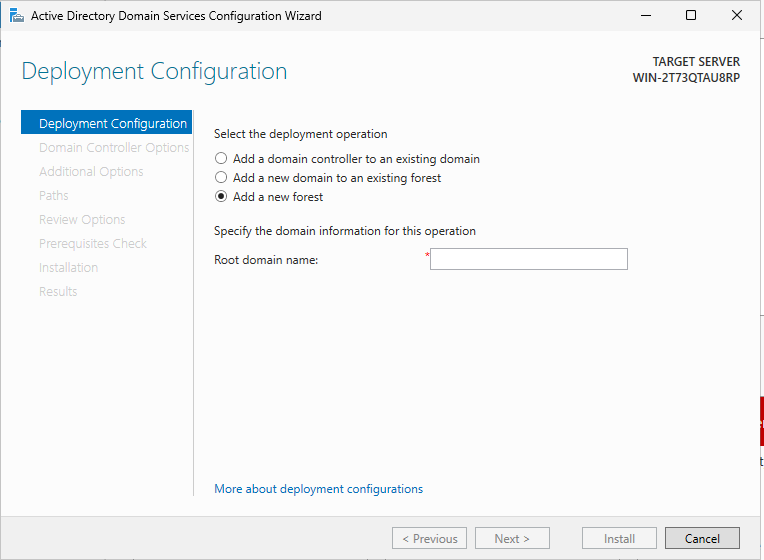 Active Directory Domain Services Configuration Wizard
Deployment Configuration
TARGET SERVER
WIN-2T73QTAU8RP
Deployment Configuration
Domain Controller Options
Additional Options
Paths
Review Options
Prerequisites Check
Installation
Results
Select the deployment operation
Add a domain controller to an existing domain
Add a new domain to an existing forest
Add a new forest
Specify the domain information for this operation
Root domain name: *
More about deployment configurations
< Previous
Next >
Install
Cancel